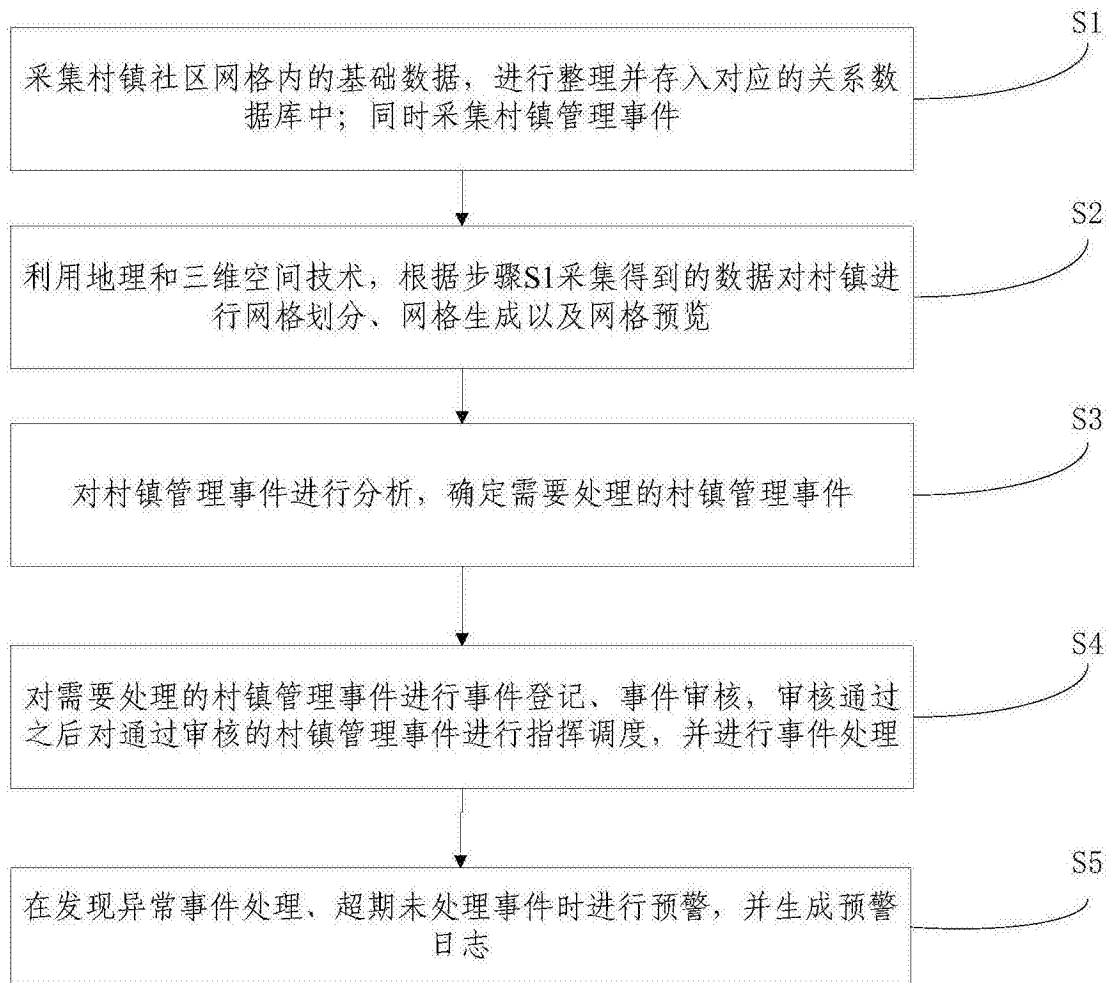 S1
采集村镇社区网格内的基础数据，进行整理并存入对应的关系数
据库中；同时采集村镇管理事件
S2
利用地理和三维空间技术，根据步骤S1采集得到的数据对村镇进
行网格划分、网格生成以及网格预览
S3
对村镇管理事件进行分析，确定需要处理的村镇管理事件
S4
对需要处理的村镇管理事件进行事件登记、事件审核，审核通过
之后对通过审核的村镇管理事件进行指挥调度，并进行事件处理
S5
在发现异常事件处理、超期未处理事件时进行预警，并生成预警
日志